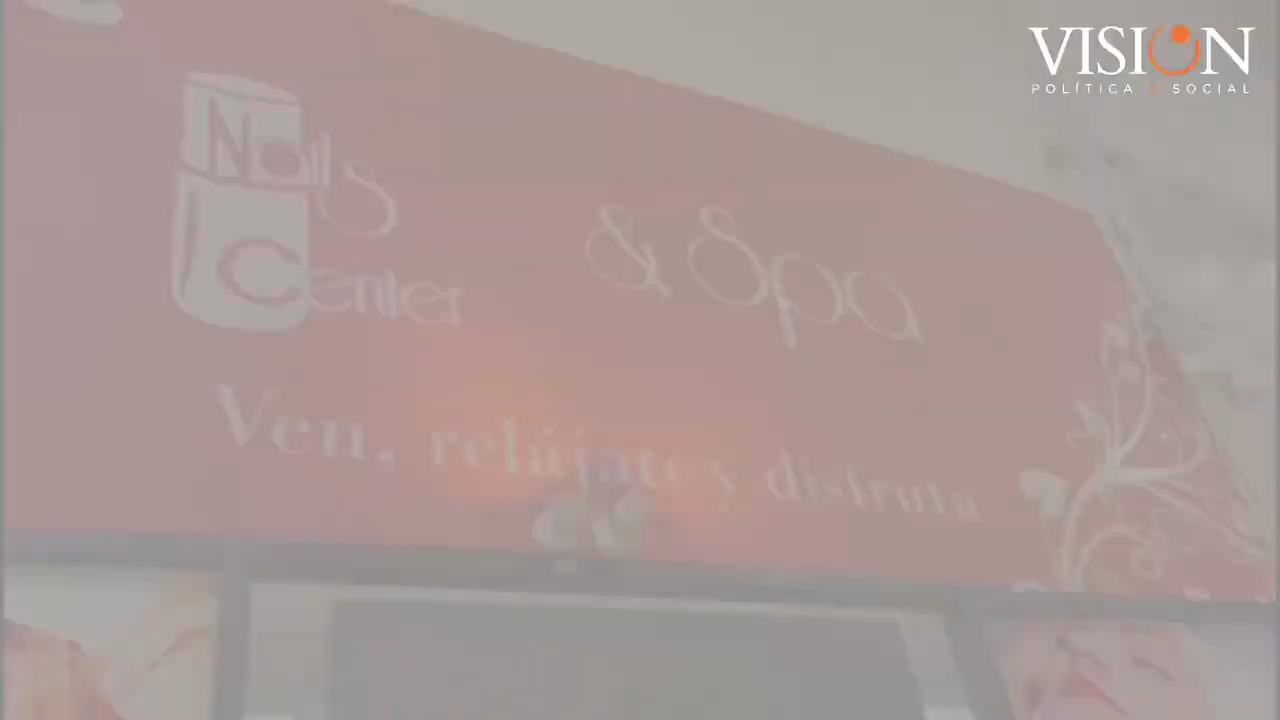 VISION
POLÍTICA & SOCIAL
Nails
Center
& Spa
Ven, relájate y disfruta